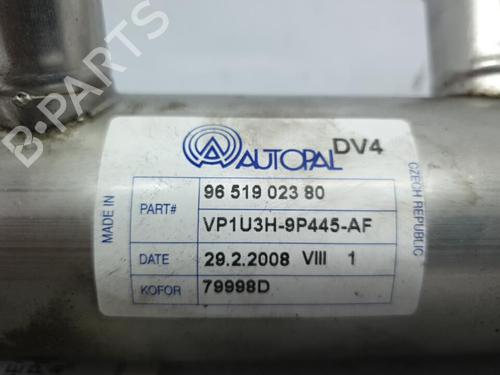 AUTOPAL DV4
MADE IN
CZECH REPUBLIC
96 519 023 80
PART# VP1U3H-9P445-AF
DATE 29.2.2008 VIII 1
KOFOR 79998D
B-PARTS